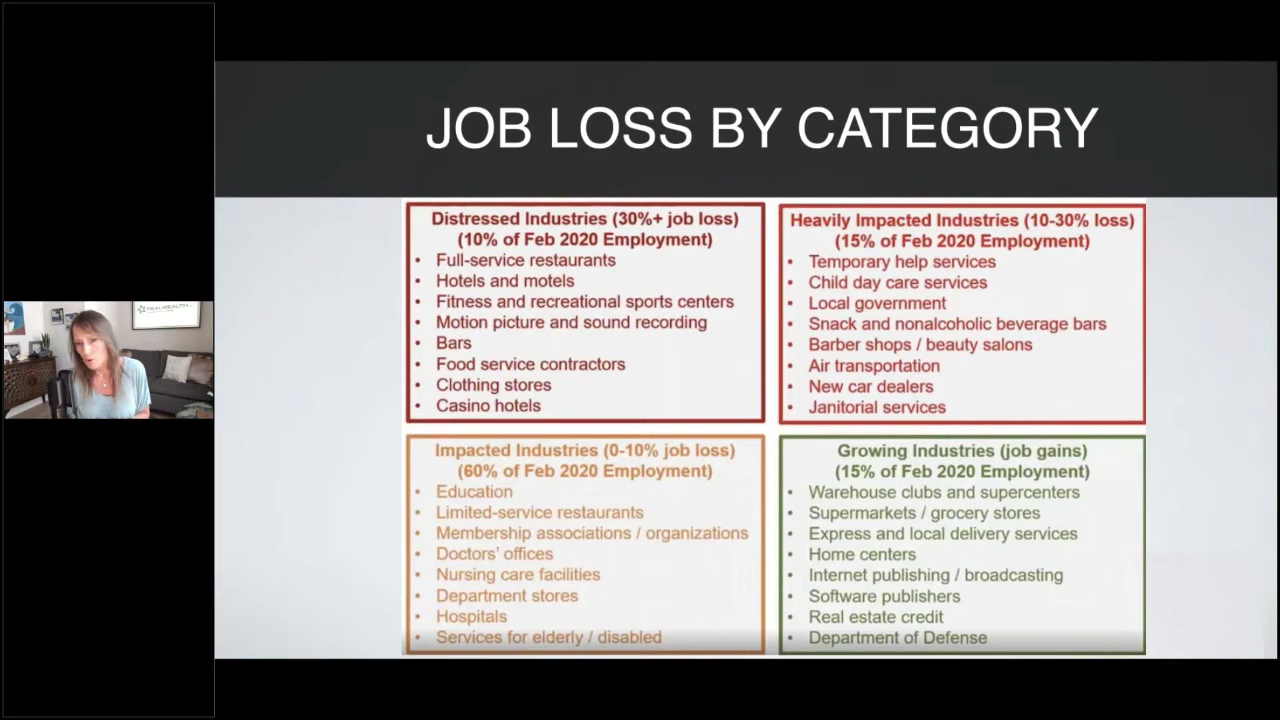 JOB LOSS BY CATEGORY
Distressed Industries (30%+ job loss)
(10% of Feb 2020 Employment)
• Full-service restaurants
• Hotels and motels
• Fitness and recreational sports centers
• Motion picture and sound recording
• Bars
• Food service contractors
• Clothing stores
• Casino hotels
Heavily Impacted Industries (10-30% loss)
(15% of Feb 2020 Employment)
• Temporary help services
• Child day care services
• Local government
• Snack and nonalcoholic beverage bars
• Barber shops / beauty salons
• Air transportation
• New car dealers
• Janitorial services
Impacted Industries (0-10% job loss)
(60% of Feb 2020 Employment)
• Education
• Limited-service restaurants
• Membership associations / organizations
• Doctors' offices
• Nursing care facilities
• Department stores
• Hospitals
• Services for elderly / disabled
Growing Industries (job gains)
(15% of Feb 2020 Employment)
• Warehouse clubs and supercenters
• Supermarkets / grocery stores
• Express and local delivery services
• Home centers
• Internet publishing / broadcasting
• Software publishers
• Real estate credit
• Department of Defense